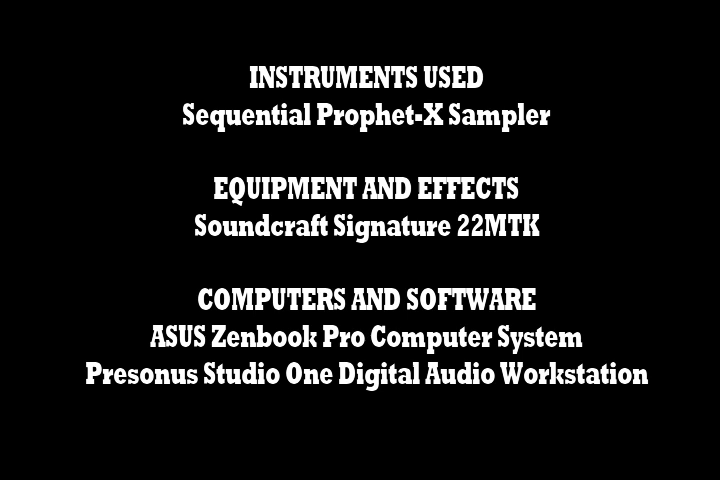 INSTRUMENTS USED
Sequential Prophet-X Sampler
EQUIPMENT AND EFFECTS
Soundcraft Signature 22MTK
COMPUTERS AND SOFTWARE
ASUS Zenbook Pro Computer System
Presonus Studio One Digital Audio Workstation